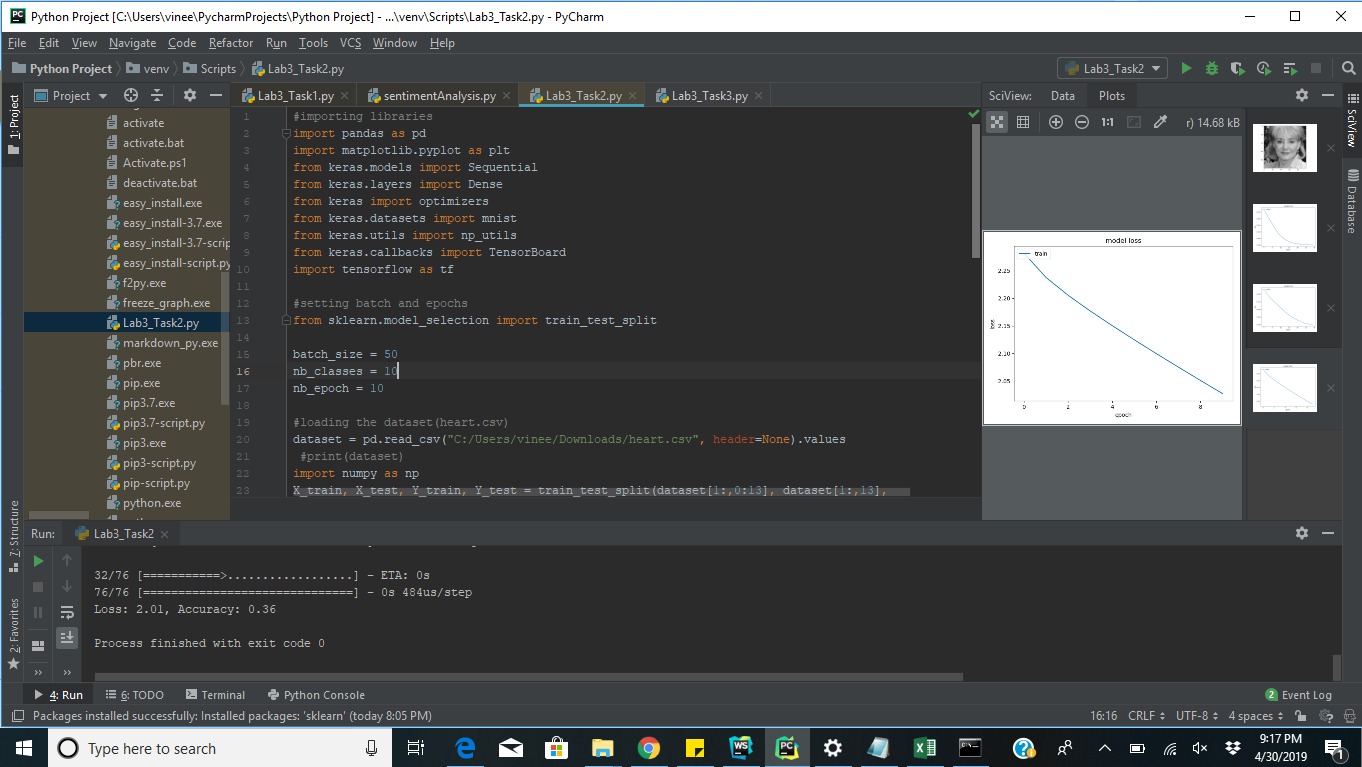 Python Project [C:\Users\vinee\PycharmProjects\Python Project] - ...\venv\Scripts\Lab3_Task2.py - PyCharm
File Edit View Navigate Code Refactor Run Tools VCS Window Help
Python Project venv Scripts Lab3_Task2.py
Lab3_Task2
1: Project
Project
activate
activate.bat
Activate.ps1
deactivate.bat
easy_install.exe
easy_install-3.7.exe
easy_install-3.7-scrip
easy_install-script.py
f2py.exe
freeze_graph.exe
Lab3_Task2.py
markdown_py.exe
pbr.exe
pip.exe
pip3.7.exe
pip3.7-script.py
pip3.exe
pip3-script.py
pip-script.py
python.exe
Lab3_Task1.py sentimentAnalysis.py Lab3_Task2.py Lab3_Task3.py
1 #importing libraries
2 import pandas as pd
3 import matplotlib.pyplot as plt
4 from keras.models import Sequential
5 from keras.layers import Dense
6 from keras import optimizers
7 from keras.datasets import mnist
8 from keras.utils import np_utils
9 from keras.callbacks import TensorBoard
10 import tensorflow as tf
11
12 #setting batch and epochs
13 from sklearn.model_selection import train_test_split
14
15 batch_size = 50
16 nb_classes = 10
17 nb_epoch = 10
18
19 #loading the dataset(heart.csv)
20 dataset = pd.read_csv("C:/Users/vinee/Downloads/heart.csv", header=None).values
21 #print(dataset)
22 import numpy as np
23 X_train, X_test, Y_train, Y_test = train_test_split(dataset[1:,0:13], dataset[1:,13],
SciView: Data Plots
1:1 r) 14.68 kB
model loss
train
2.25
2.20
2.15
2.10
2.05
loss
0 2 4 6 8
epoch
SciView
Database
7: Structure
2: Favorites
Run: Lab3_Task2
32/76 [===========>..................] - ETA: 0s
76/76 [==============================] - 0s 484us/step
Loss: 2.01, Accuracy: 0.36
Process finished with exit code 0
4: Run 6: TODO Terminal Python Console
2 Event Log
Packages installed successfully: Installed packages: 'sklearn' (today 8:05 PM)
16:16 CRLF UTF-8 4 spaces
Type here to search
9:17 PM
4/30/2019
1